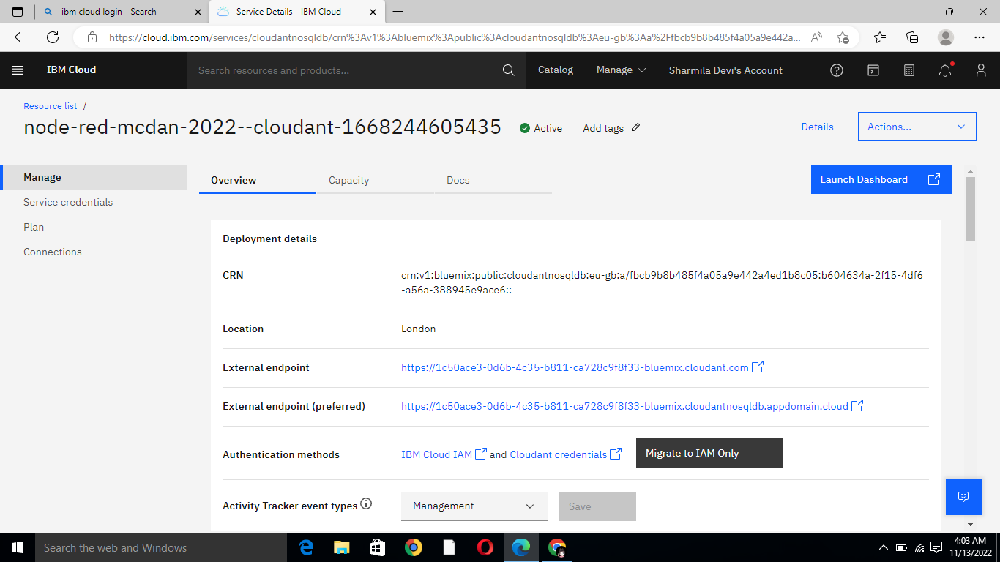 ibm cloud login - Search
Service Details - IBM Cloud
https://cloud.ibm.com/services/cloudantnosqldb/crn%3Av1%3Abluemix%3Apublic%3Acloudantnosqldb%3Aeu-gb%3Aa%2Ffbcb9b8b485f4a05a9e442a...
IBM Cloud
Search resources and products...
Catalog
Manage
Sharmila Devi's Account
Resource list /
node-red-mcdan-2022--cloudant-1668244605435
Active
Add tags
Details
Actions...
Manage
Service credentials
Plan
Connections
Overview
Capacity
Docs
Launch Dashboard
Deployment details
CRN
crn:v1:bluemix:public:cloudantnosqldb:eu-gb:a/fbcb9b8b485f4a05a9e442a4ed1b8c05:b604634a-2f15-4df6
-a56a-388945e9ace6::
Location
London
External endpoint
https://1c50ace3-0d6b-4c35-b811-ca728c9f8f33-bluemix.cloudant.com
External endpoint (preferred)
https://1c50ace3-0d6b-4c35-b811-ca728c9f8f33-bluemix.cloudantnosqldb.appdomain.cloud
Authentication methods
IBM Cloud IAM and Cloudant credentials
Migrate to IAM Only
Activity Tracker event types
Management
Save
Search the web and Windows
4:03 AM
11/13/2022